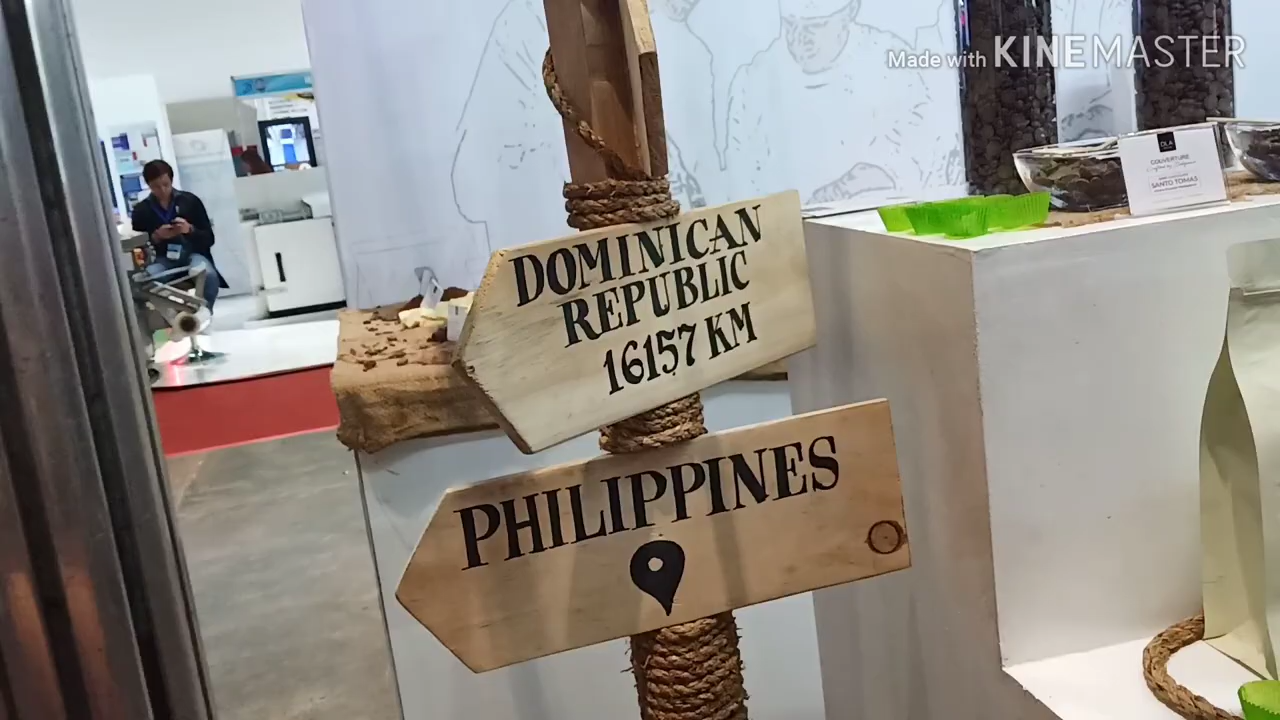 Made with KINEMASTER
DOMINICAN
REPUBLIC
16157 KM
PHILIPPINES
COUVERTURE
SANTO TOMAS